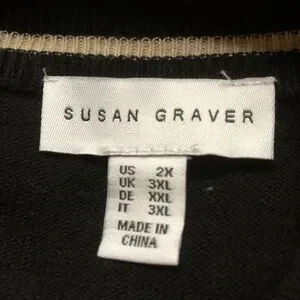 SUSAN GRAVER
US 2X
UK 3XL
DE XXL
IT 3XL
MADE IN
CHINA